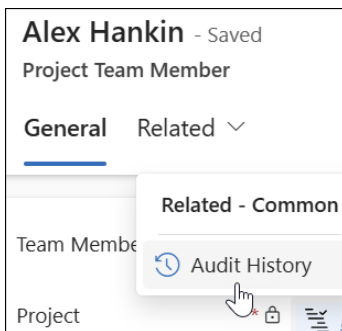 Alex Hankin - Saved
Project Team Member
General Related
Related - Common
Team Membe
Audit History
Project *